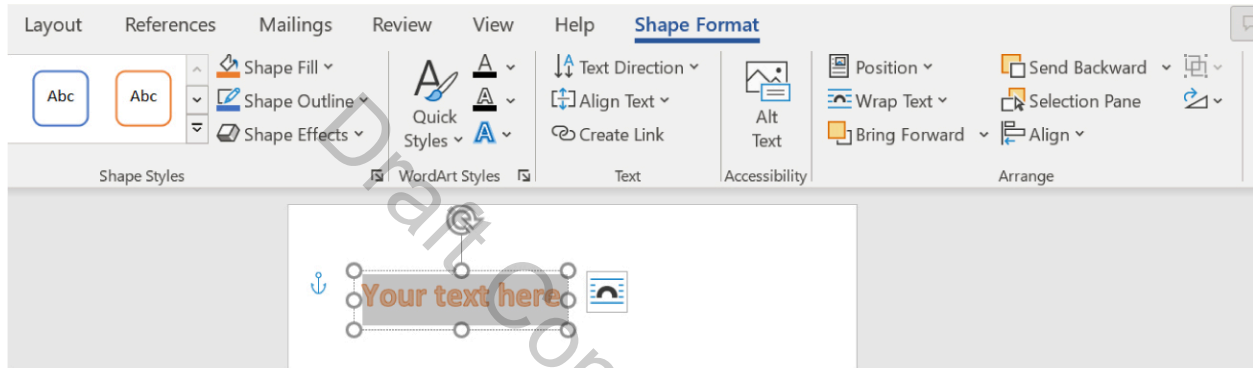 Layout References Mailings Review View Help Shape Format
Abc Abc Shape Fill Quick Styles Text Direction Alt Text Position Send Backward
Shape Outline Align Text Wrap Text Selection Pane
Shape Effects Create Link Bring Forward Align
Shape Styles WordArt Styles Text Accessibility Arrange
Your text here
Draft Con